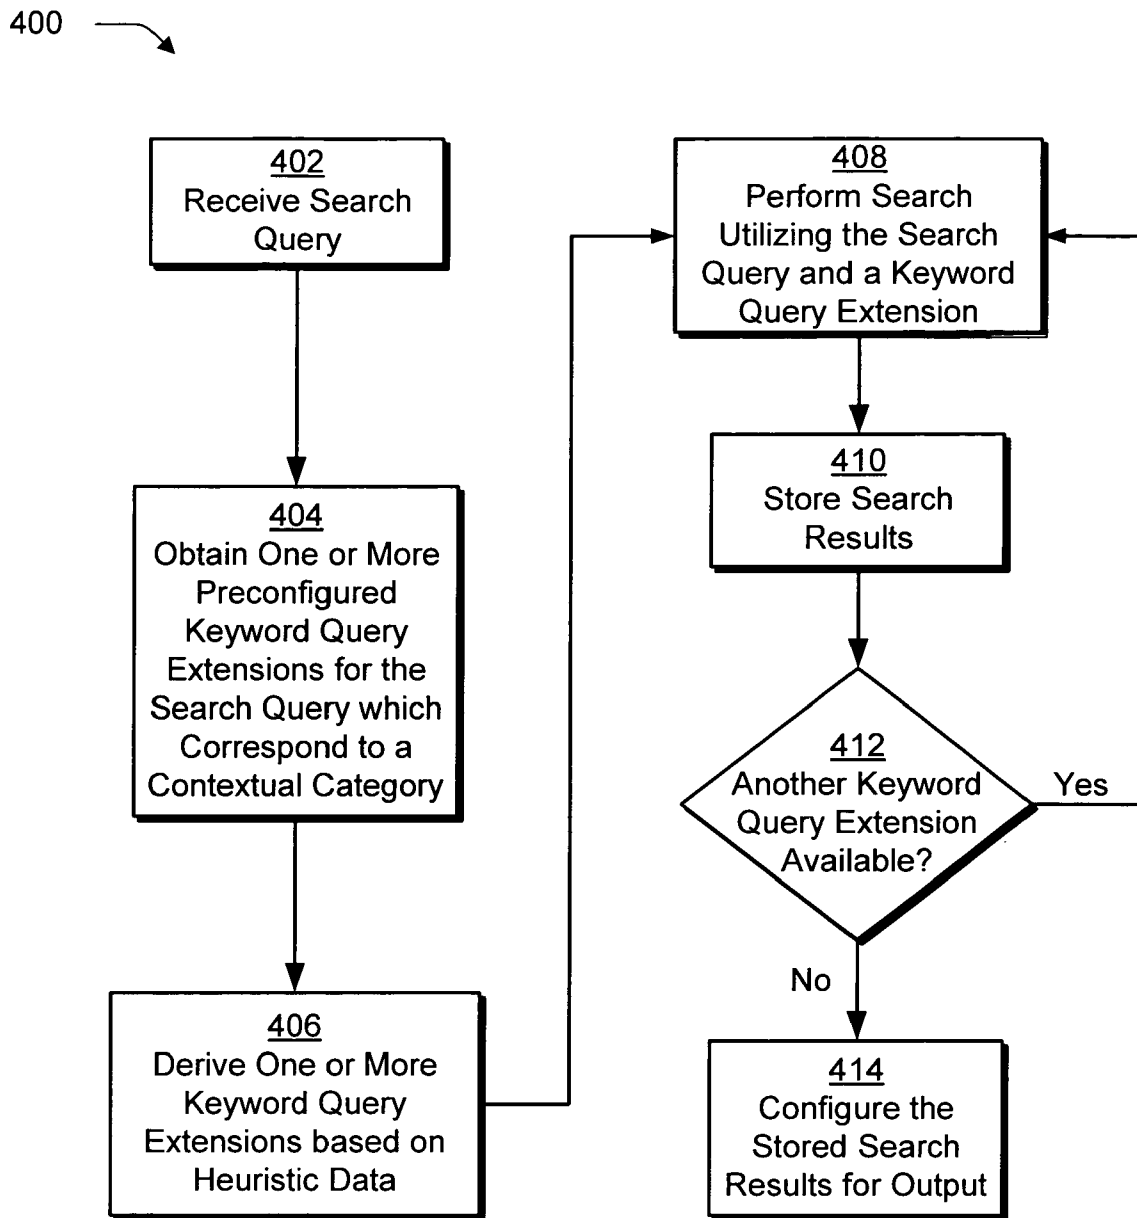 400
402
Receive Search
Query
404
Obtain One or More
Preconfigured
Keyword Query
Extensions for the
Search Query which
Correspond to a
Contextual Category
406
Derive One or More
Keyword Query
Extensions based on
Heuristic Data
408
Perform Search
Utilizing the Search
Query and a Keyword
Query Extension
410
Store Search
Results
412
Another Keyword
Query Extension
Available?
Yes
No
414
Configure the
Stored Search
Results for Output